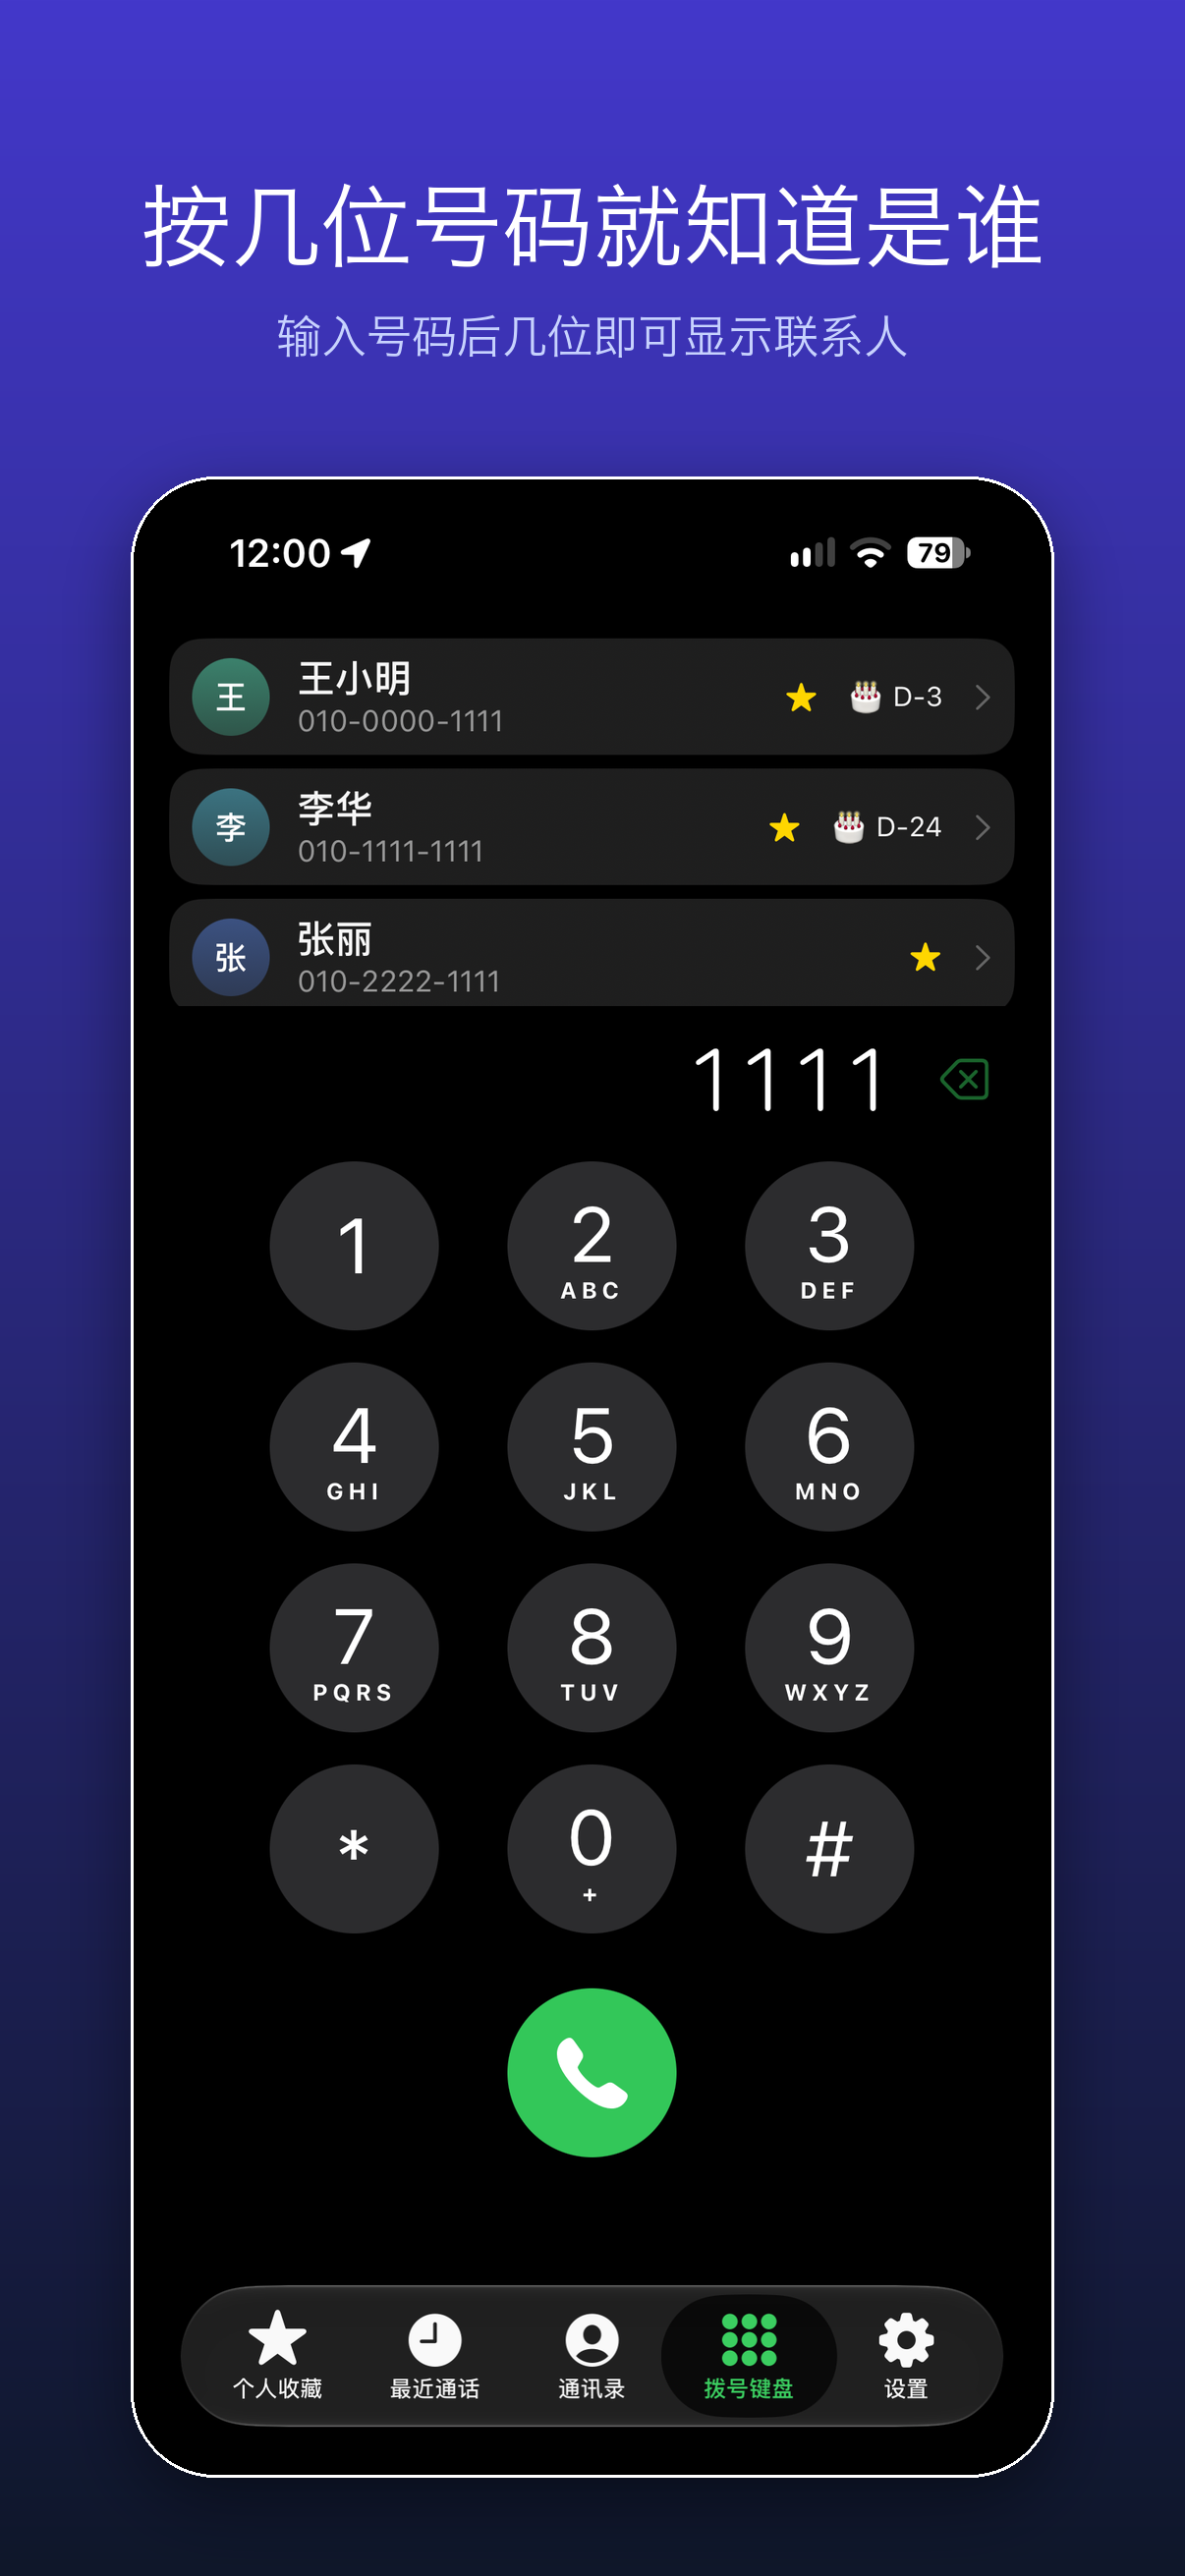 按几位号码就知道是谁
输入号码后几位即可显示联系人
12:00
79
王
王小明
010-0000-1111
D-3
李
李华
010-1111-1111
D-24
张
张丽
010-2222-1111
1111
1
2
3
ABC
DEF
4
5
6
GHI
JKL
MNO
7
8
9
PQRS
TUV
WXYZ
*
0
#
+
个人收藏
最近通话
通讯录
拨号键盘
设置